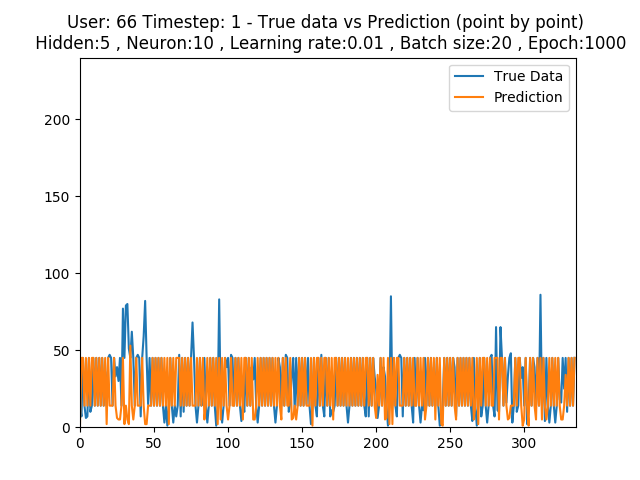 User: 66 Timestep: 1 - True data vs Prediction (point by point)
Hidden:5 , Neuron:10 , Learning rate:0.01 , Batch size:20 , Epoch:1000
True Data
Prediction
200
150
100
50
0
0 50 100 150 200 250 300